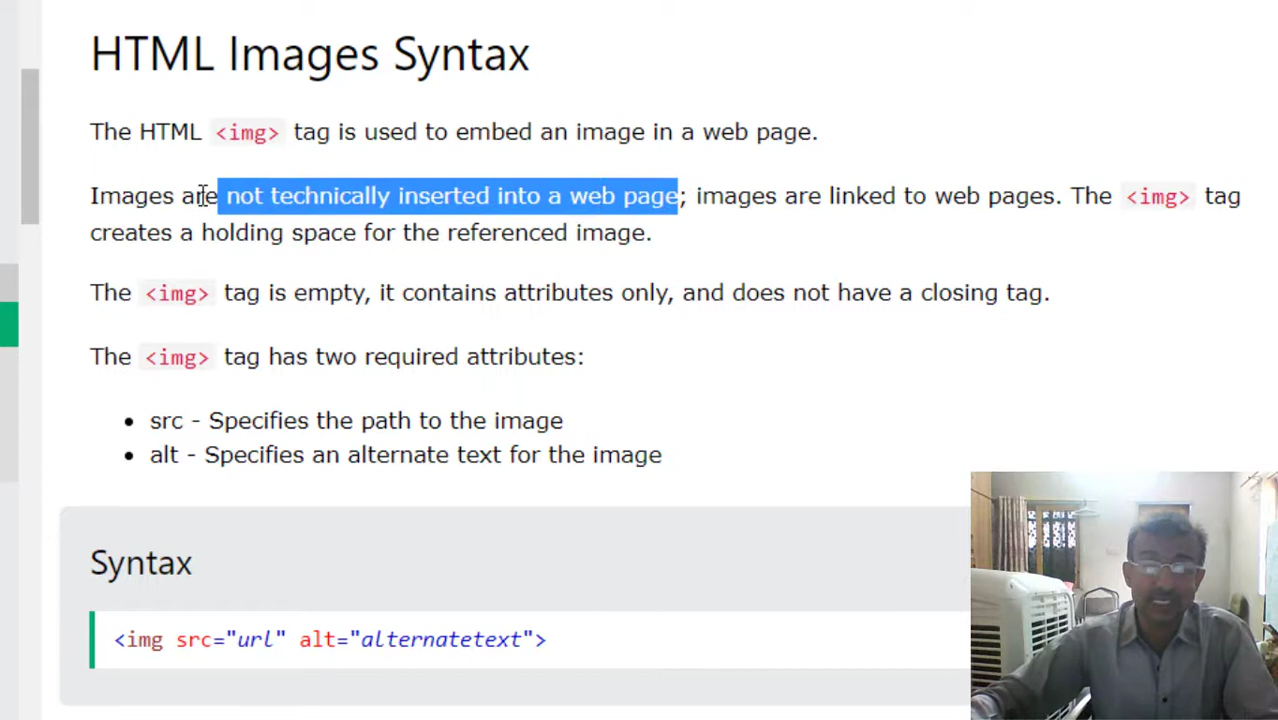 HTML Images Syntax
The HTML <img> tag is used to embed an image in a web page.
Images are not technically inserted into a web page; images are linked to web pages. The <img> tag
creates a holding space for the referenced image.
The <img> tag is empty, it contains attributes only, and does not have a closing tag.
The <img> tag has two required attributes:
• src - Specifies the path to the image
• alt - Specifies an alternate text for the image
Syntax
<img src="url" alt="alternatetext">